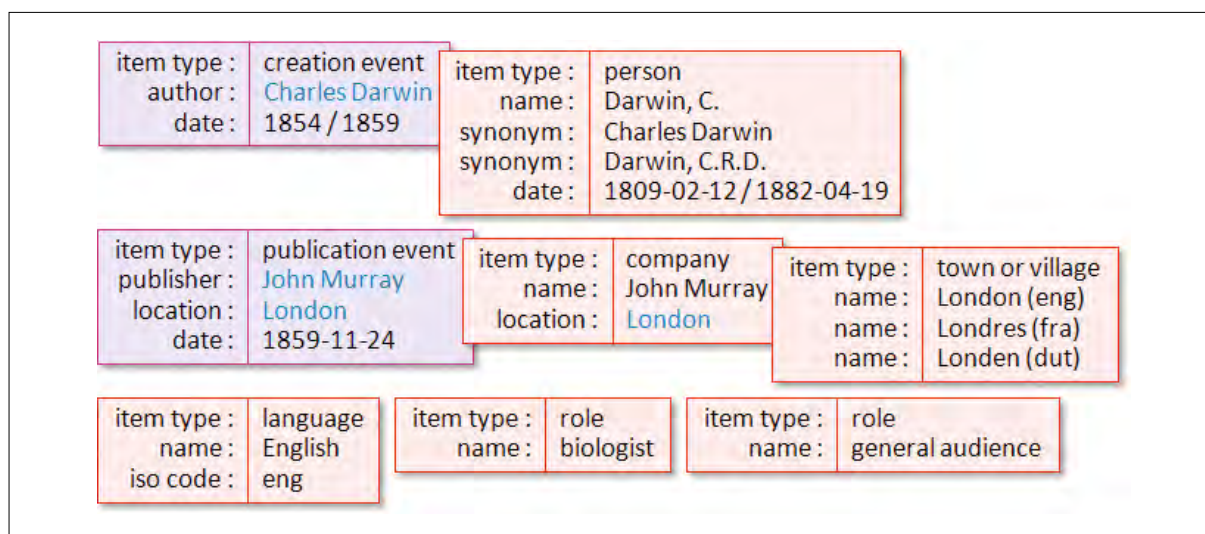 item type : creation event
author : Charles Darwin
date : 1854 / 1859
item type : person
name : Darwin, C.
synonym : Charles Darwin
synonym : Darwin, C.R.D.
date : 1809-02-12 / 1882-04-19
item type : publication event
publisher : John Murray
location : London
date : 1859-11-24
item type : company
name : John Murray
location : London
item type : town or village
name : London (eng)
name : Londres (fra)
name : Londen (dut)
item type : language
name : English
iso code : eng
item type : role
name : biologist
item type : role
name : general audience